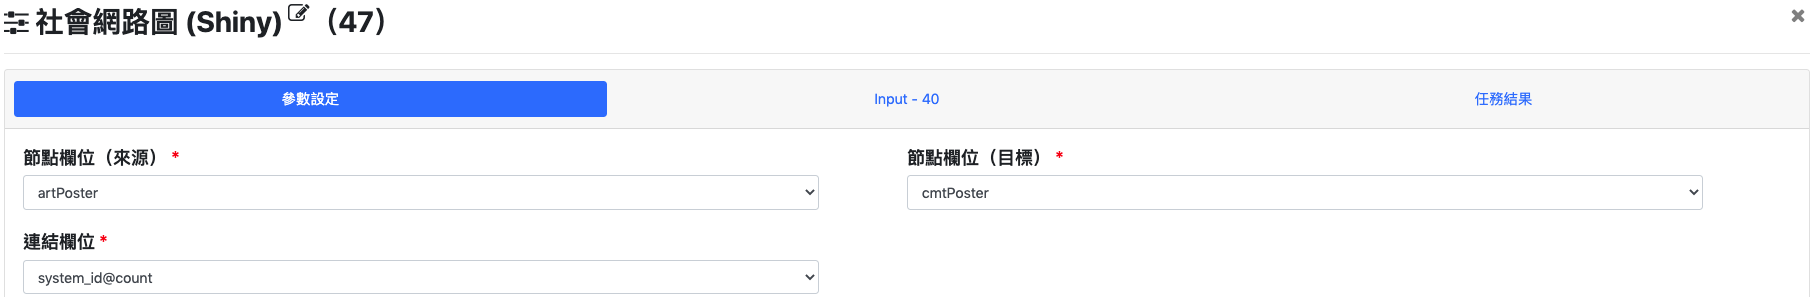 社會網路圖 (Shiny)（47）
參數設定
Input - 40
任務結果
節點欄位（來源） *
節點欄位（目標） *
artPoster
cmtPoster
連結欄位 *
system_id@count